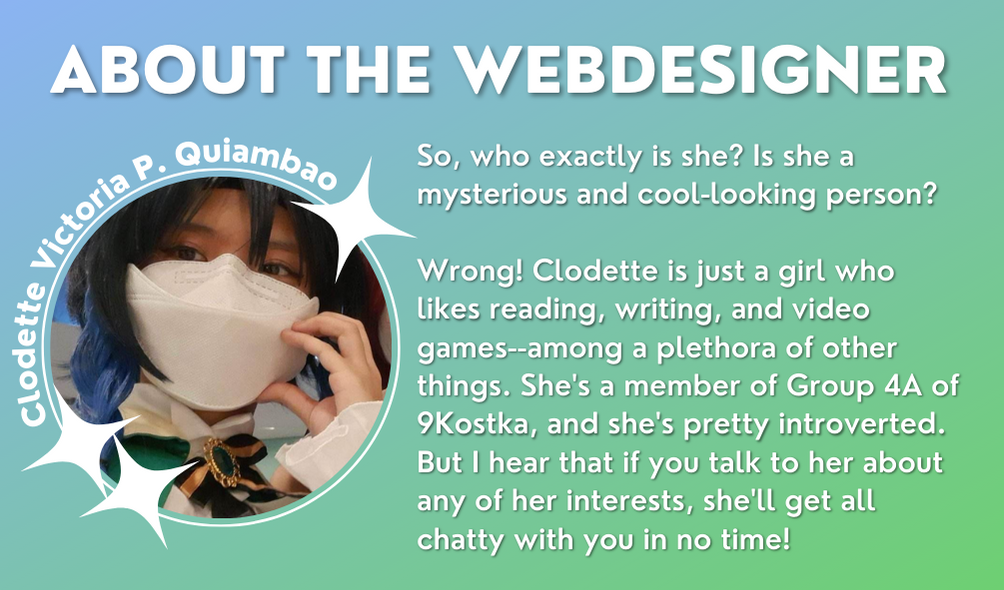 ABOUT THE WEBDESIGNER
Clodette Victoria P. Quiambao
So, who exactly is she? Is she a
mysterious and cool-looking person?
Wrong! Clodette is just a girl who
likes reading, writing, and video
games--among a plethora of other
things. She's a member of Group 4A of
9Kostka, and she's pretty introverted.
But I hear that if you talk to her about
any of her interests, she'll get all
chatty with you in no time!